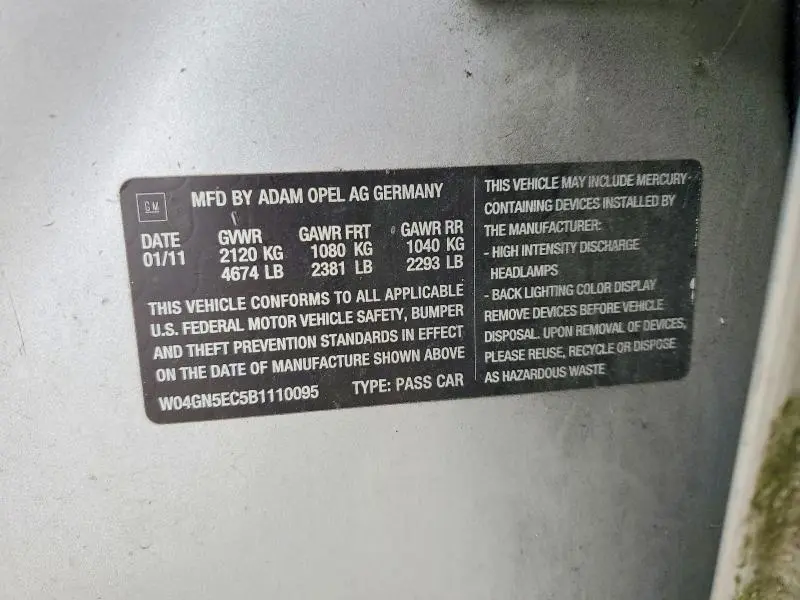 GM
MFD BY ADAM OPEL AG GERMANY
DATE GVWR GAWR FRT GAWR RR
01/11 2120 KG 1080 KG 1040 KG
4674 LB 2381 LB 2293 LB
THIS VEHICLE CONFORMS TO ALL APPLICABLE
U.S. FEDERAL MOTOR VEHICLE SAFETY, BUMPER
AND THEFT PREVENTION STANDARDS IN EFFECT
ON THE DATE OF MANUFACTURE SHOWN ABOVE
W04GN5EC5B1110095 TYPE: PASS CAR
THIS VEHICLE MAY INCLUDE MERCURY-
CONTAINING DEVICES INSTALLED BY
THE MANUFACTURER:
- HIGH INTENSITY DISCHARGE
HEADLAMPS
- BACK LIGHTING COLOR DISPLAY
REMOVE DEVICES BEFORE VEHICLE
DISPOSAL. UPON REMOVAL OF DEVICES,
PLEASE REUSE, RECYCLE OR DISPOSE
AS HAZARDOUS WASTE